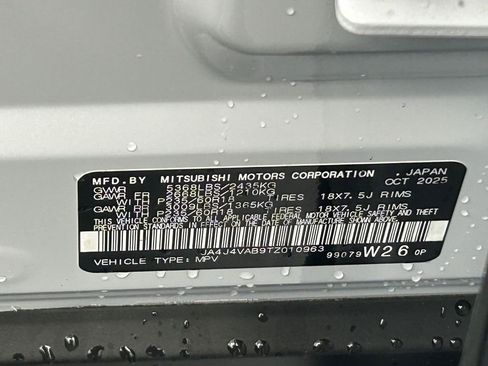 MFD.BY MITSUBISHI MOTORS CORPORATION , JAPAN
GVWR 5368LBS/2435KG OCT 2025
GAWR FR 2668LBS/1210KG
WITH P235/60R18 TIRES 18X7.5J RIMS
GAWR RR 3009LBS/1365KG
WITH P235/60R18 TIRES 18X7.5J RIMS
THIS VEHICLE CONFORMS TO ALL APPLICABLE FEDERAL MOTOR VEHICLE SAFETY, BUMPER, AND THEFT
PREVENTION STANDARDS IN EFFECT ON THE DATE OF MANUFACTURE SHOWN ABOVE.
JA4J4VAB9TZ010963
VEHICLE TYPE: MPV 99079 W26 0P